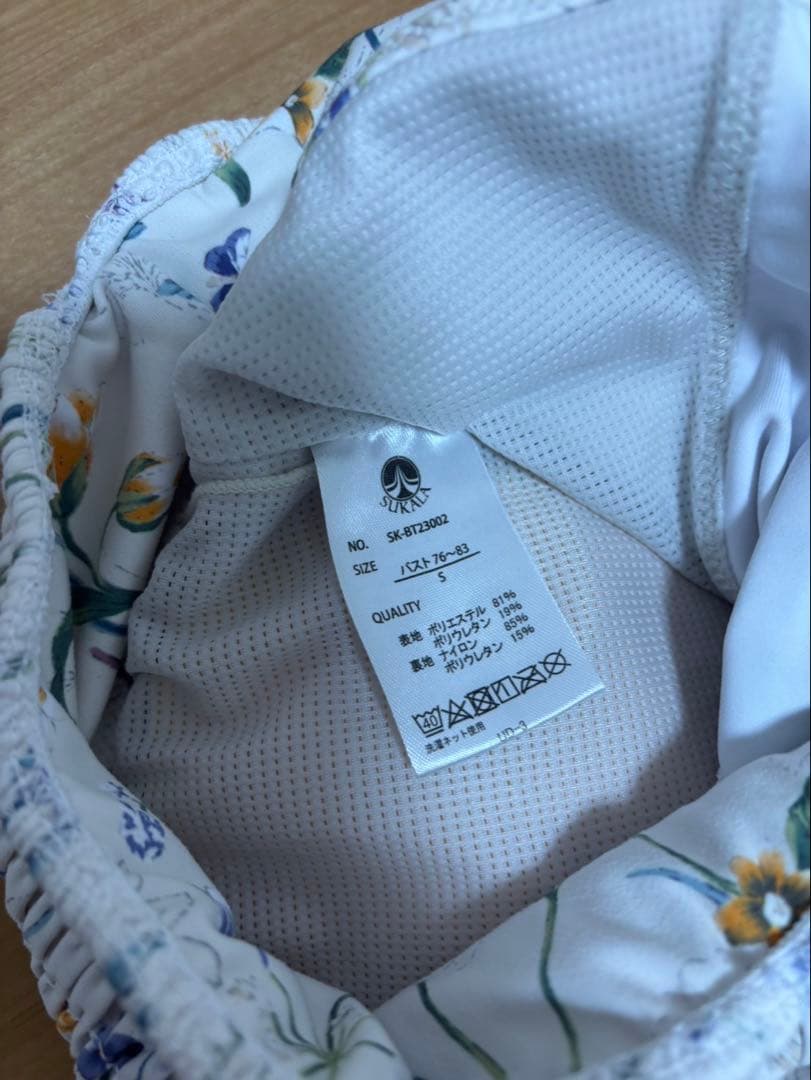 SUKALA
NO. SK-BT23002
SIZE バスト76～83
S
QUALITY
表地 ポリエステル 81%
ポリウレタン 19%
裏地 ナイロン 85%
ポリウレタン 15%
40
洗濯ネット使用